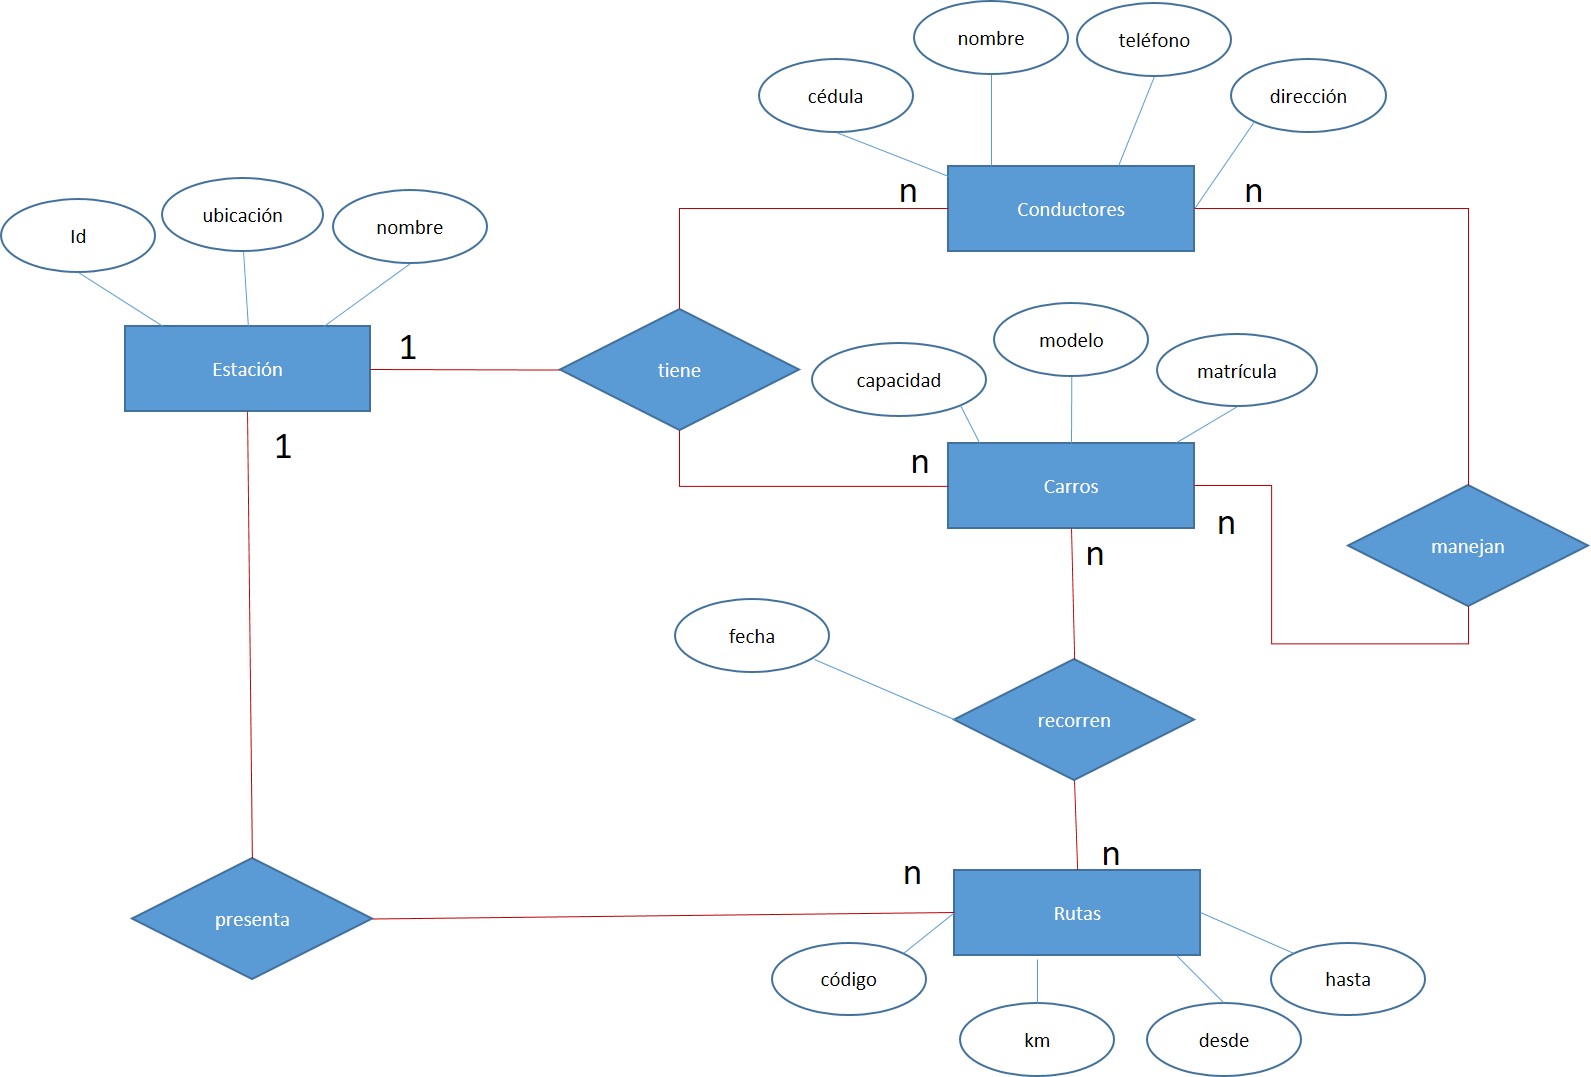 nombre
teléfono
cédula
dirección
n
Conductores
n
Id
ubicación
nombre
Estación
1
tiene
1
capacidad
modelo
matrícula
n
Carros
n
n
manejan
fecha
recorren
n
n
presenta
Rutas
código
km
desde
hasta